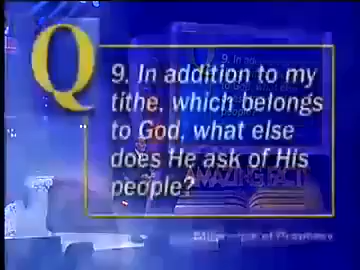 Q
9. In addition to my
tithe, which belongs
to God, what else
does He ask of His
people?
AMAZING FACT
Millennium of Prophecy